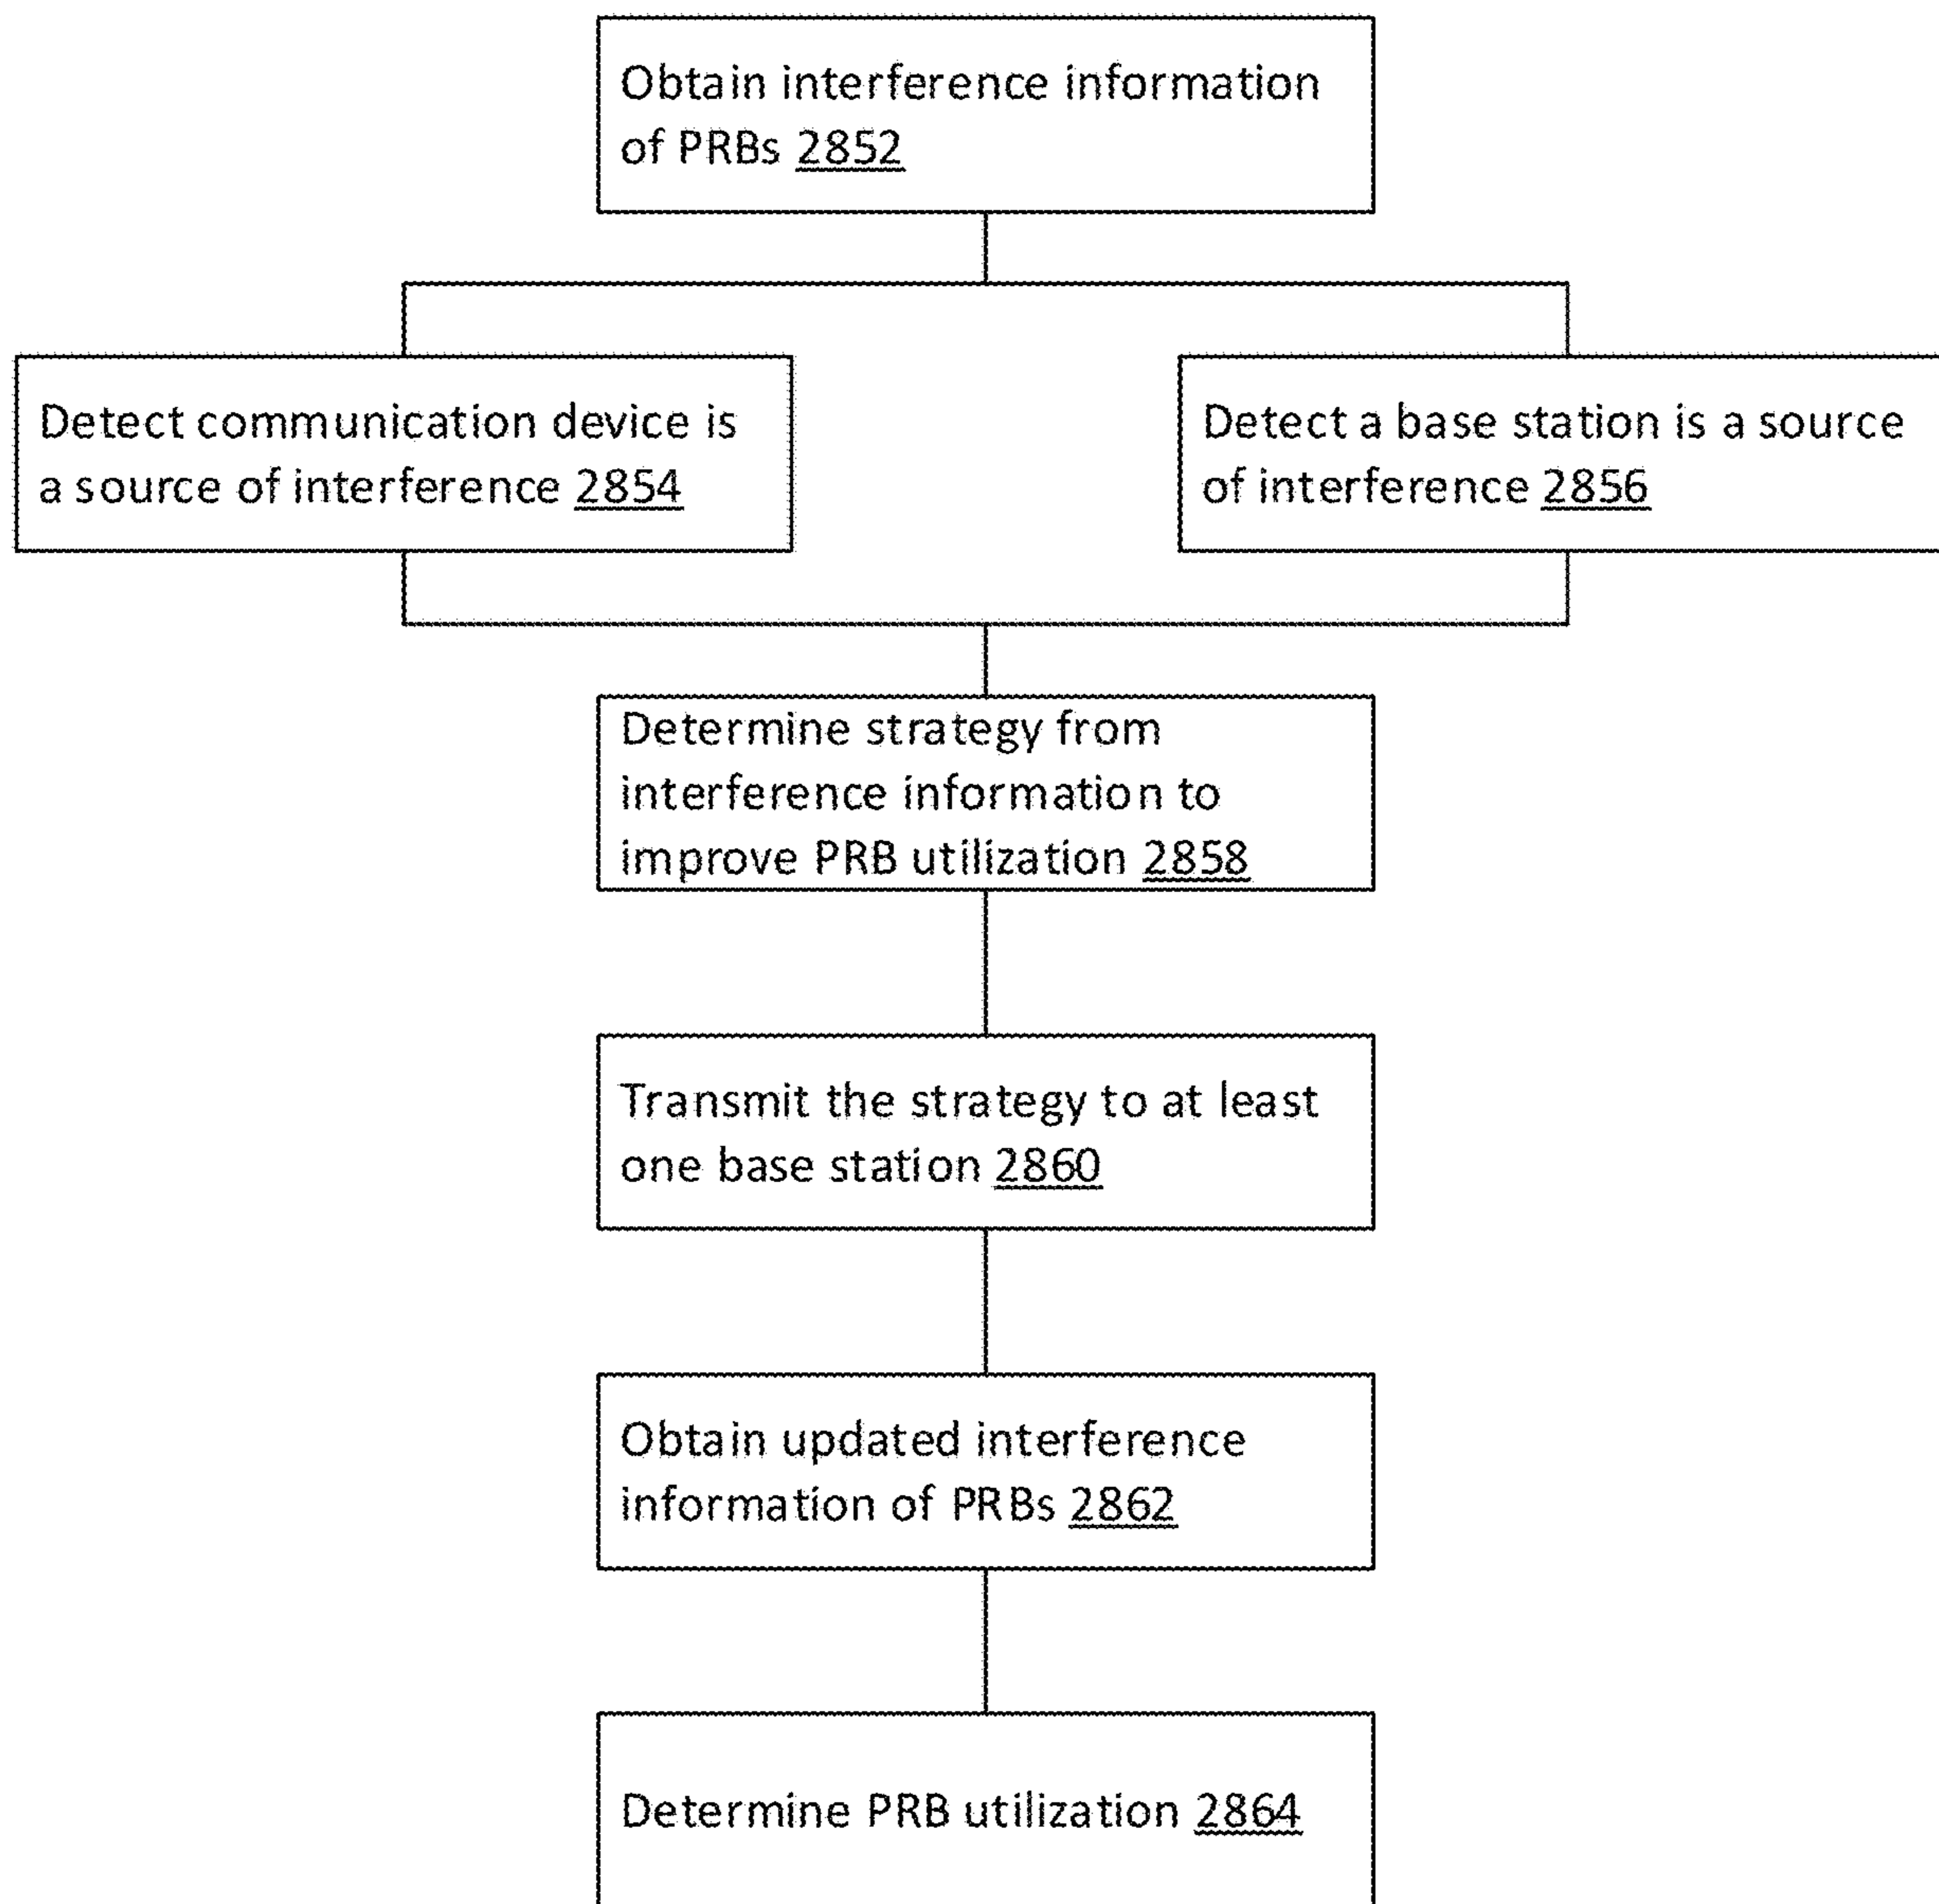 Obtain interference information
of PRBs 2852
Detect communication device is
a source of interference 2854
Detect a base station is a source
of interference 2856
Determine strategy from
interference information to
improve PRB utilization 2858
Transmit the strategy to at least
one base station 2860
Obtain updated interference
information of PRBs 2862
Determine PRB utilization 2864